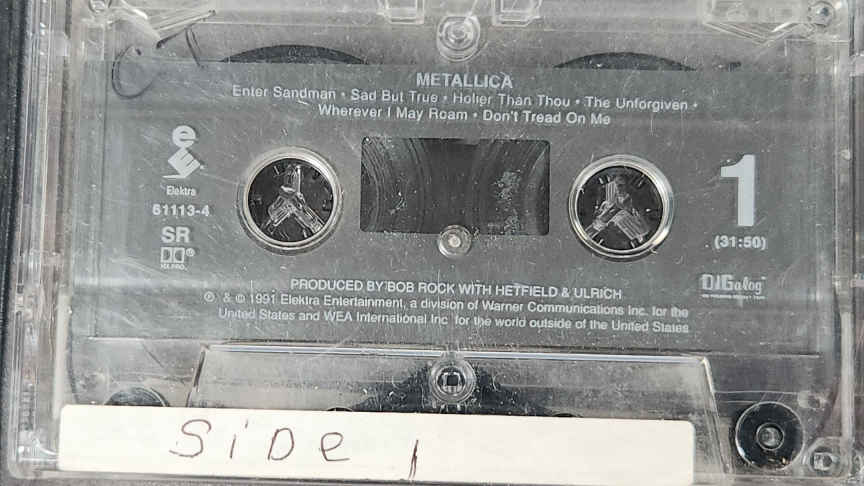 METALLICA
Enter Sandman • Sad But True • Holier Than Thou • The Unforgiven •
Wherever I May Roam • Don't Tread On Me
e
Elektra
61113-4
SR
HX PRO
1
(31:50)
DIGalog
PRODUCED BY BOB ROCK WITH HETFIELD & ULRICH
℗ & © 1991 Elektra Entertainment, a division of Warner Communications Inc. for the
United States and WEA International Inc. for the world outside of the United States
SiDe 1